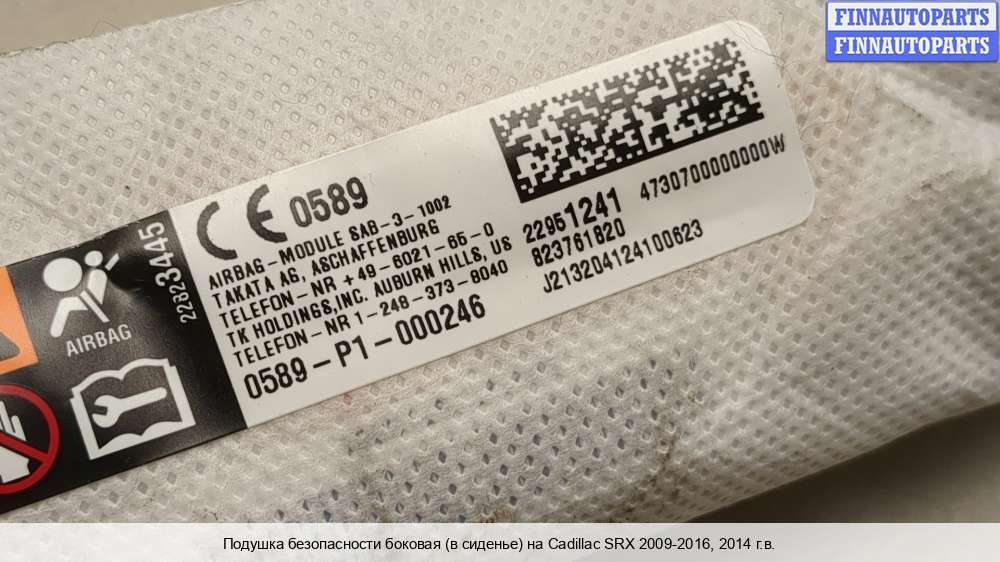 FINNAUTOPARTS
FINNAUTOPARTS
CE 0589
AIRBAG-MODULE SAB-3-1002
TAKATA AG, ASCHAFFENBURG
TELEFON-NR +49-6021-65-0
TK HOLDINGS,INC. AUBURN HILLS, US
TELEFON-NR 1-248-373-8040
0589-P1-000246
22951241
823761820
J213204124100623
4730700000000W
22823445
AIRBAG
Подушка безопасности боковая (в сиденье) на Cadillac SRX 2009-2016, 2014 г.в.